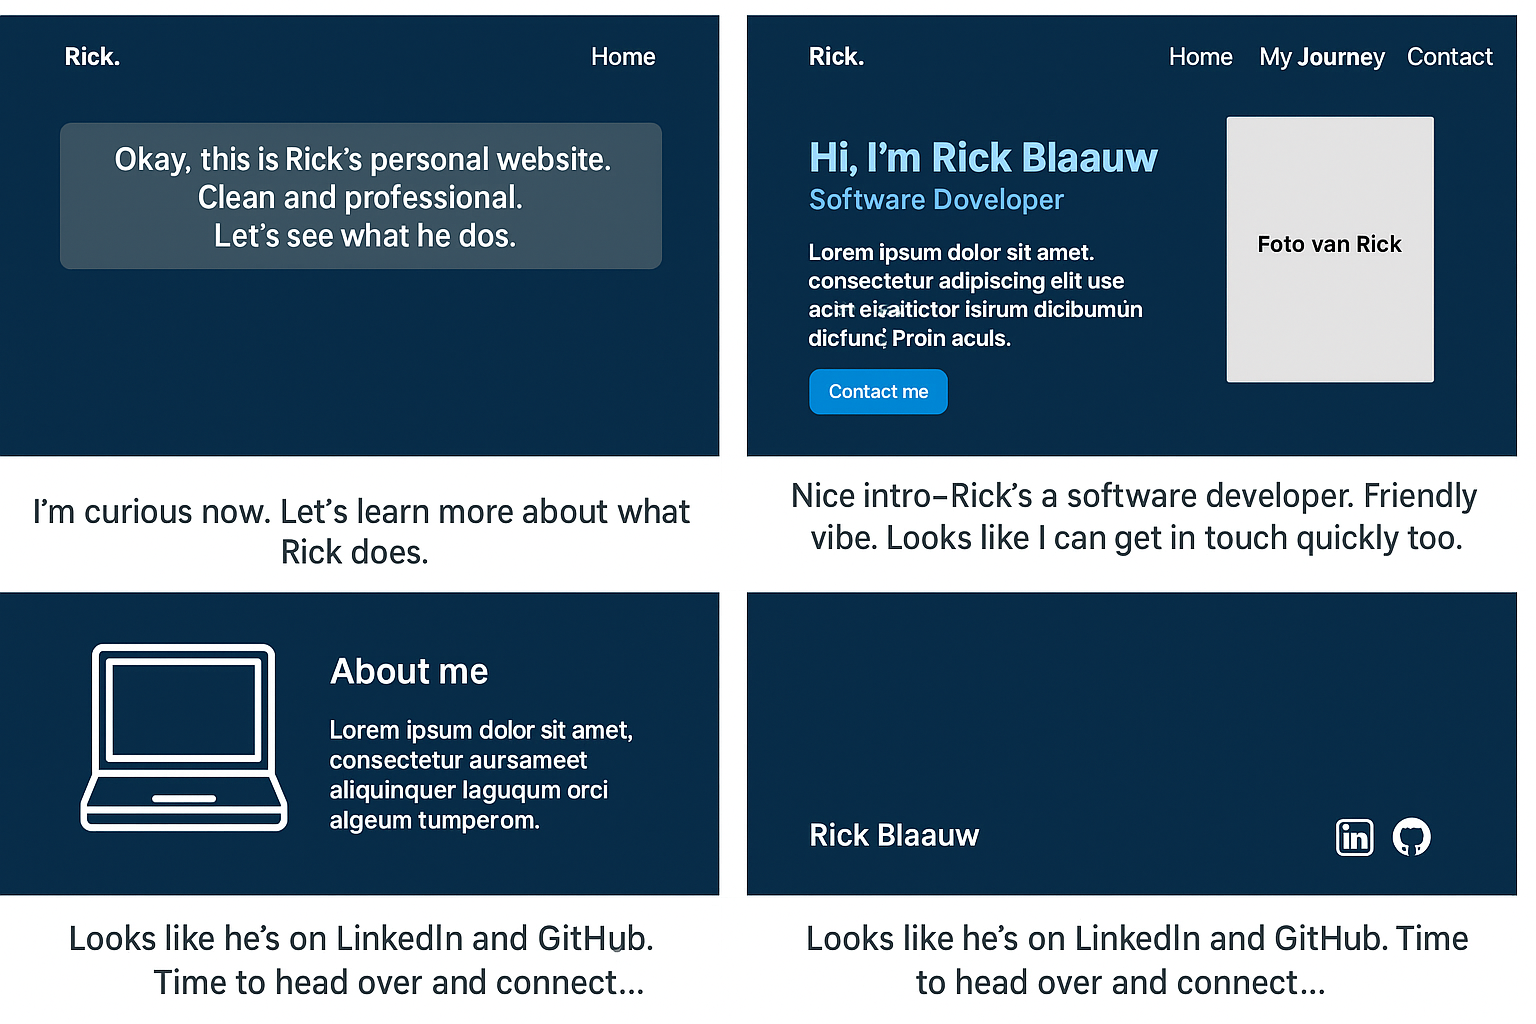 Rick.
Home
Okay, this is Rick's personal website.
Clean and professional.
Let's see what he dos.
I'm curious now. Let's learn more about what
Rick does.
Rick.
Home My Journey Contact
Hi, I'm Rick Blaauw
Software Doveloper
Lorem ipsum dolor sit amet.
consectetur adipiscing elit use
isirum dicibumun
Proin aculs.
Contact me
Foto van Rick
Nice intro–Rick's a software developer. Friendly
vibe. Looks like I can get in touch quickly too.
About me
Lorem ipsum dolor sit amet,
consectetur aursameet
aliquinquer laguqum orci
algeum tumperom.
Looks like he's on LinkedIn and GitHub.
Time to head over and connect...
Rick Blaauw
in
Looks like he's on LinkedIn and GitHub. Time
to head over and connect...